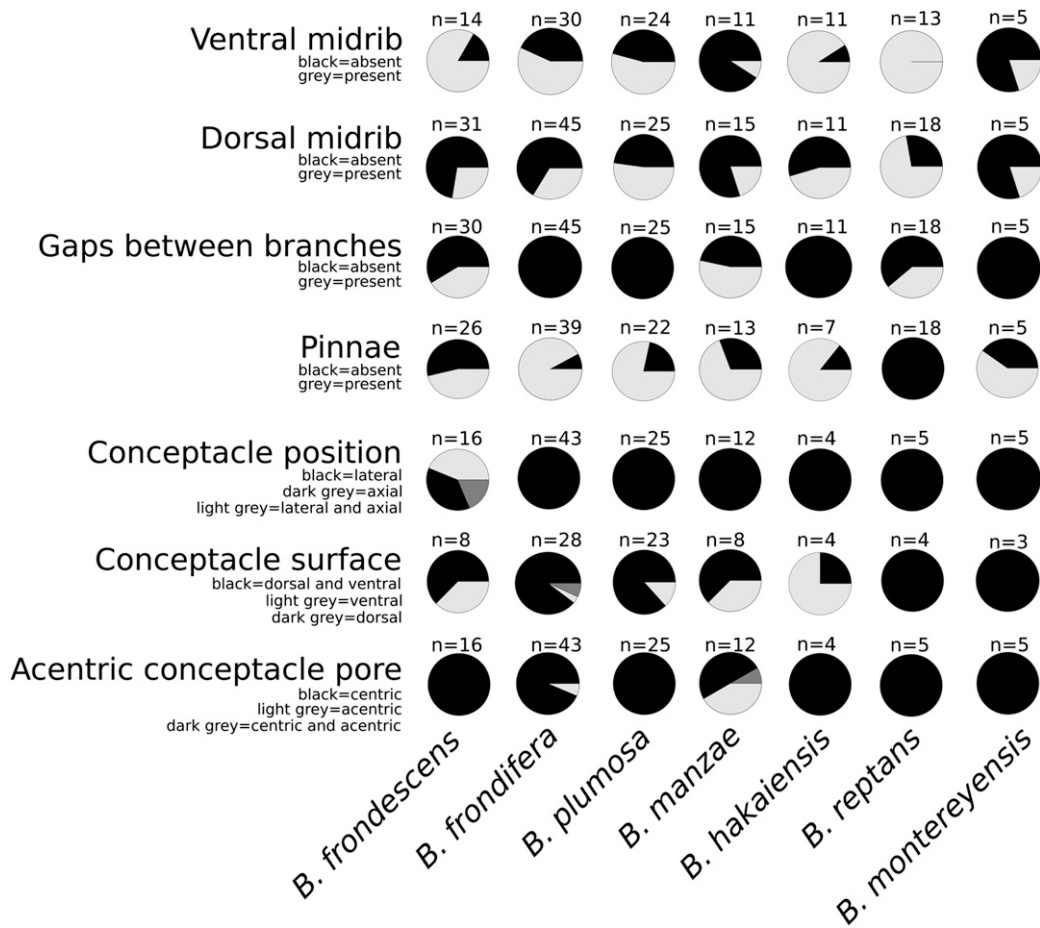 n=14 n=30 n=24 n=11 n=11 n=13 n=5
Ventral midrib
black=absent
grey=present
n=31 n=45 n=25 n=15 n=11 n=18 n=5
Dorsal midrib
black=absent
grey=present
n=30 n=45 n=25 n=15 n=11 n=18 n=5
Gaps between branches
black=absent
grey=present
n=26 n=39 n=22 n=13 n=7 n=18 n=5
Pinnae
black=absent
grey=present
n=16 n=43 n=25 n=12 n=4 n=5 n=5
Conceptacle position
black=lateral
dark grey=axial
light grey=lateral and axial
n=8 n=28 n=23 n=8 n=4 n=4 n=3
Conceptacle surface
black=dorsal and ventral
light grey=ventral
dark grey=dorsal
n=16 n=43 n=25 n=12 n=4 n=5 n=5
Acentric conceptacle pore
black=centric
light grey=acentric
dark grey=centric and acentric
B. frondescens
B. frondifera
B. plumosa
B. manzae
B. hakaiensis
B. reptans
B. montereyensis